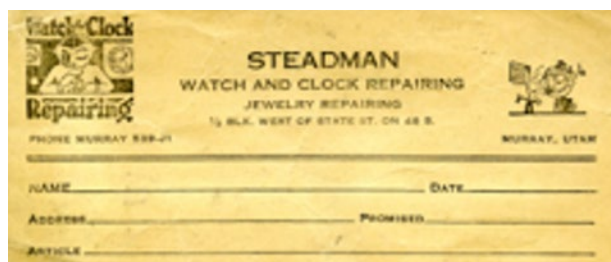 Watch & Clock
Repairing
STEADMAN
WATCH AND CLOCK REPAIRING
JEWELRY REPAIRING
½ BLK. WEST OF STATE ST. ON 48 S.
PHONE MURRAY
MURRAY, UTAH
NAME DATE
ADDRESS PROMISED
ARTICLE